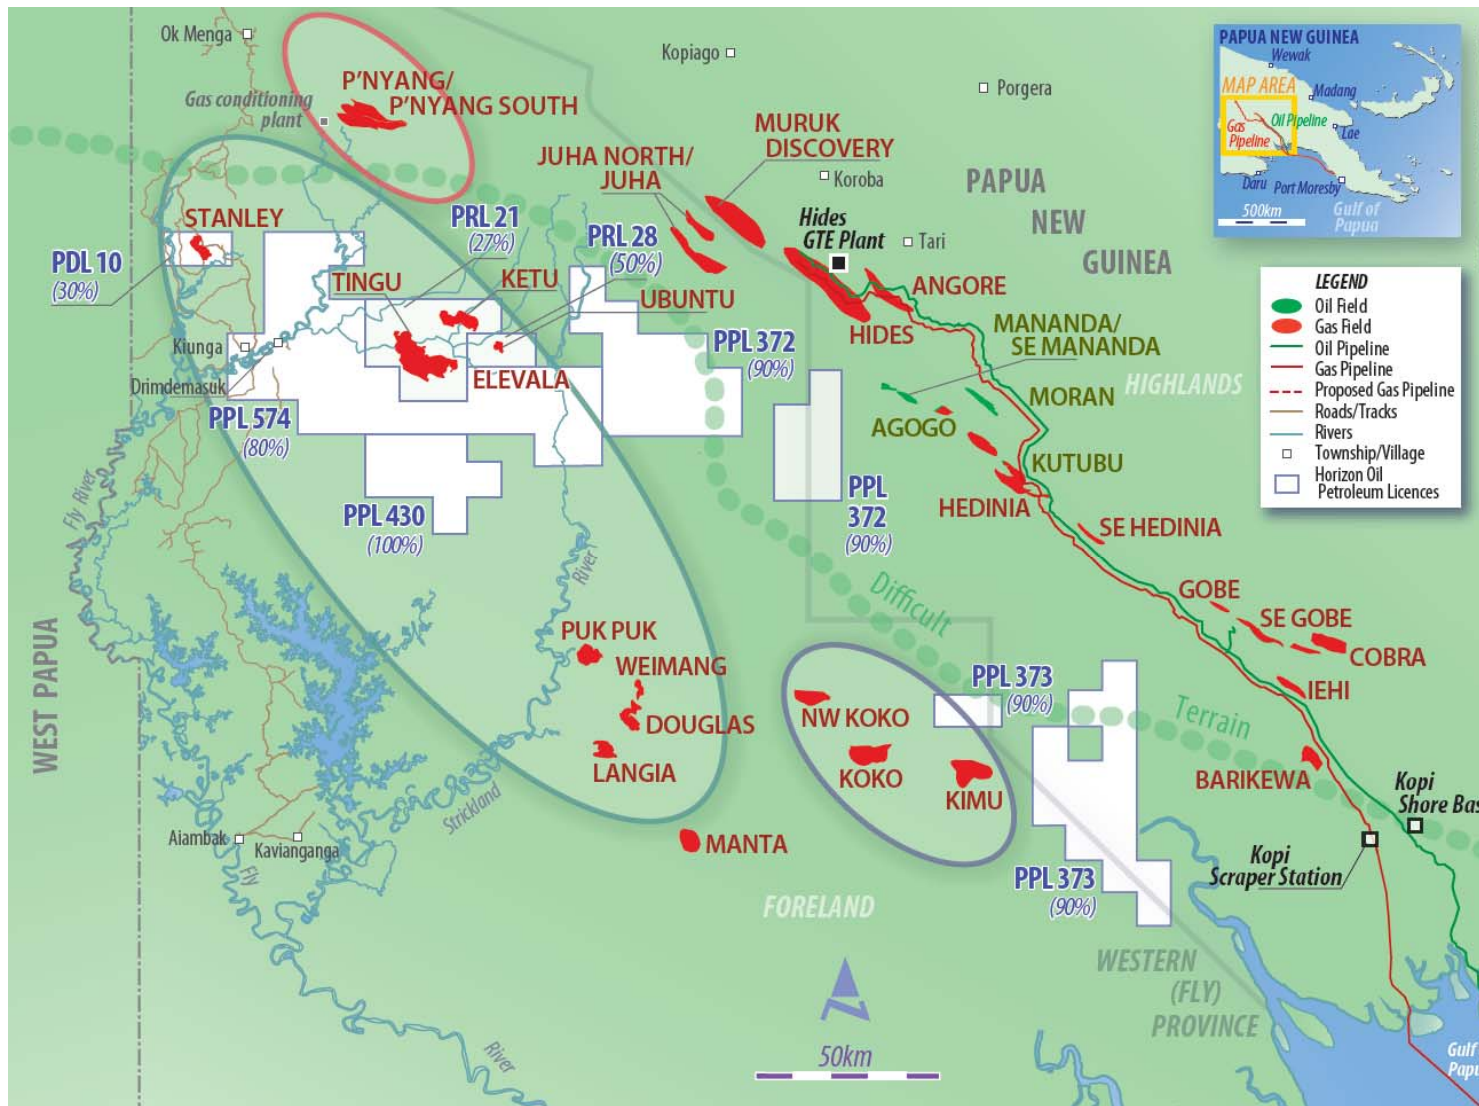 Ok Menga
Kopiago
Porgera
Gas conditioning
plant
P'NYANG/
P'NYANG SOUTH
MURUK
DISCOVERY
JUHA NORTH/
JUHA
Koroba
PAPUA
NEW
GUINEA
Hides
GTE Plant
Tari
STANLEY
PDL 10
(30%)
PRL 21
(27%)
PRL 28
(50%)
TINGU
KETU
UBUNTU
ELEVALA
ANGORE
HIDES
MANANDA/
SE MANANDA
HIGHLANDS
Kiunga
Drimdemasuk
PPL 574
(80%)
PPL 372
(90%)
MORAN
AGOGO
KUTUBU
HEDINIA
SE HEDINIA
PPL 430
(100%)
PPL
372
(90%)
Fly River
River
Difficult
Terrain
GOBE
SE GOBE
COBRA
IEHI
BARIKEWA
PUK PUK
WEIMANG
DOUGLAS
LANGIA
MANTA
NW KOKO
KOKO
KIMU
PPL 373
(90%)
PPL 373
(90%)
WEST PAPUA
Strickland
Aiambak
Kavianganga
Fly
River
Kopi
Shore Bas
Kopi
Scraper Station
FORELAND
WESTERN
(FLY)
PROVINCE
50km
Gulf
Papu
PAPUA NEW GUINEA
Wewak
MAP AREA
Madang
Oil Pipeline
Gas
Pipeline
Lae
Daru
Port Moresby
500km
Gulf of
Papua
LEGEND
Oil Field
Gas Field
Oil Pipeline
Gas Pipeline
Proposed Gas Pipeline
Roads/Tracks
Rivers
Township/Village
Horizon Oil
Petroleum Licences